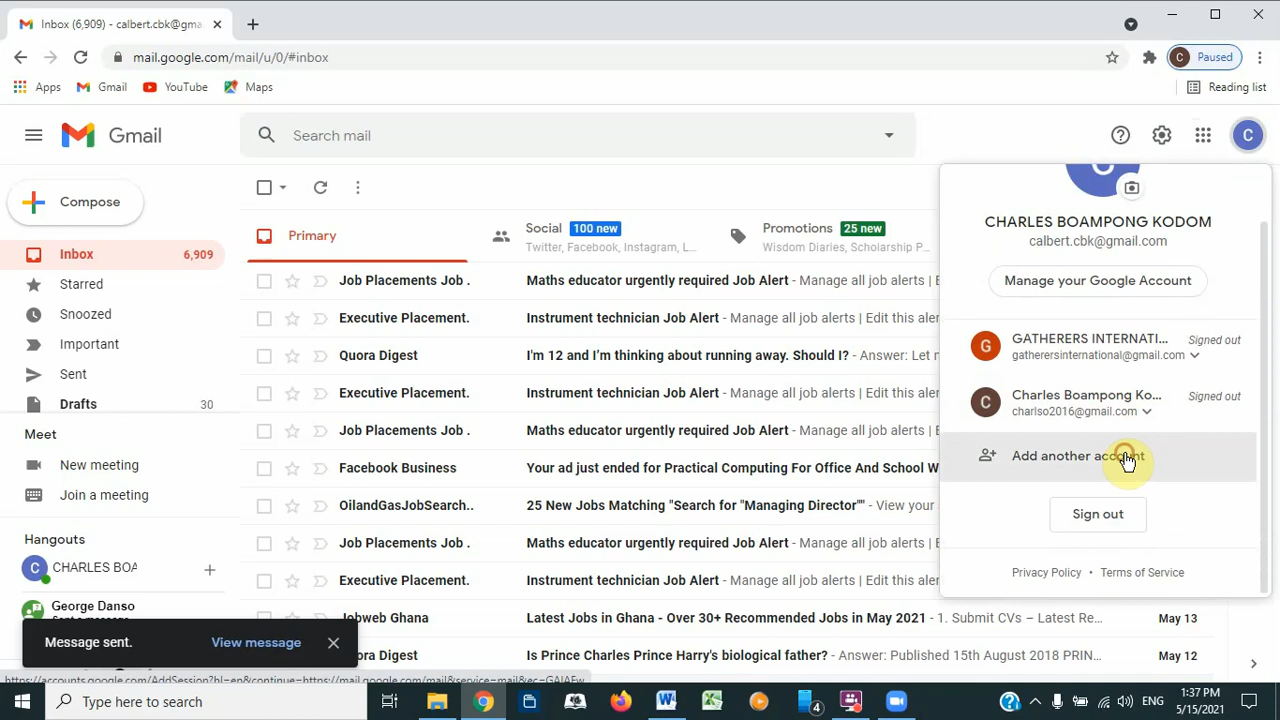 Inbox (6,909) - calbert.cbk@gma
mail.google.com/mail/u/0/#inbox
C Paused
Apps Gmail YouTube Maps Reading list
Gmail Search mail C
Compose
Inbox 6,909
Starred
Snoozed
Important
Sent
Drafts 30
Meet
New meeting
Join a meeting
Hangouts
CHARLES BOA
George Danso
Message sent. View message
Primary
Social 100 new
Twitter, Facebook, Instagram, L...
Promotions 25 new
Wisdom Diaries, Scholarship P...
Job Placements Job . Maths educator urgently required Job Alert - Manage all job alerts | E
Executive Placement. Instrument technician Job Alert - Manage all job alerts | Edit this aler
Quora Digest I'm 12 and I'm thinking about running away. Should I? - Answer: Let n
Executive Placement. Instrument technician Job Alert - Manage all job alerts | Edit this aler
Job Placements Job . Maths educator urgently required Job Alert - Manage all job alerts | E
Facebook Business Your ad just ended for Practical Computing For Office And School W
OilandGasJobSearch.. 25 New Jobs Matching "Search for "Managing Director"" - View your
Job Placements Job . Maths educator urgently required Job Alert - Manage all job alerts | E
Executive Placement. Instrument technician Job Alert - Manage all job alerts | Edit this aler
Jobweb Ghana Latest Jobs in Ghana - Over 30+ Recommended Jobs in May 2021 - 1. Submit CVs – Latest Re... May 13
Quora Digest Is Prince Charles Prince Harry's biological father? - Answer: Published 15th August 2018 PRIN... May 12
C
CHARLES BOAMPONG KODOM
calbert.cbk@gmail.com
Manage your Google Account
G GATHERERS INTERNATI... Signed out
gatherersinternational@gmail.com
C Charles Boampong Ko... Signed out
charlso2016@gmail.com
Add another account
Sign out
Privacy Policy • Terms of Service
Type here to search
4
ENG
1:37 PM
5/15/2021